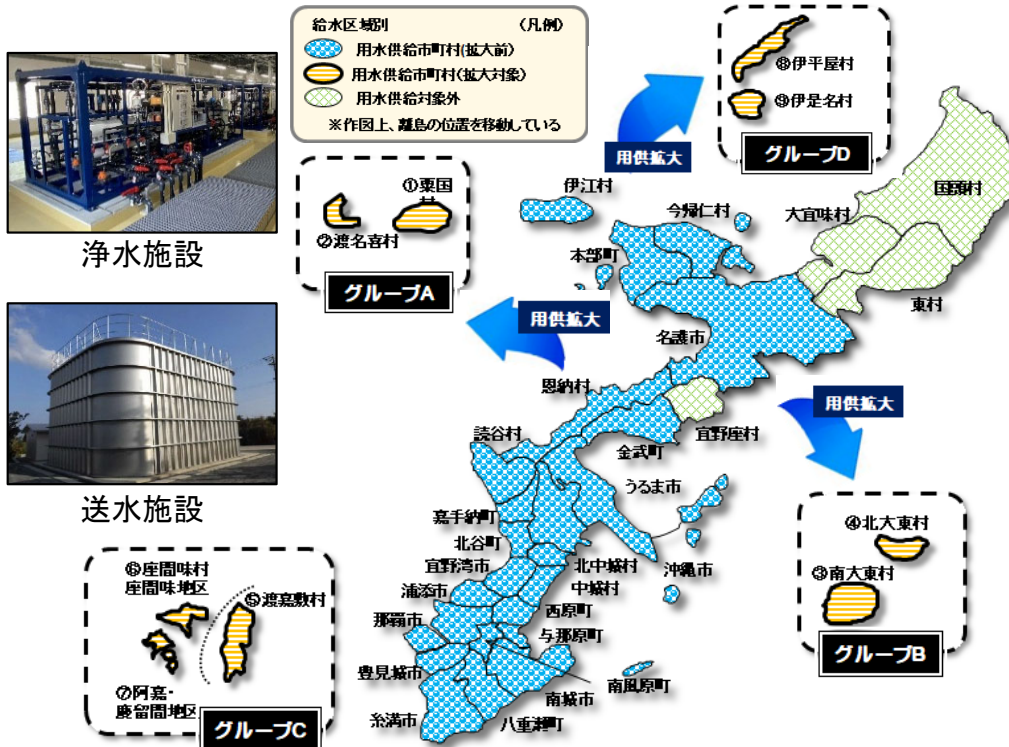 給水区域別 (凡例)
用水供給市町村(拡大前)
用水供給市町村(拡大対象)
用水供給対象外
※作図上、離島の位置を移動している
浄水施設
送水施設
①粟国
村
②渡名喜村
グループA
用供拡大
⑧伊平屋村
⑨伊是名村
グループD
用供拡大
伊江村
今帰仁村
本部町
大宜味村
国頭村
東村
名護市
恩納村
宜野座村
金武町
読谷村
うるま市
嘉手納町
北谷町
宜野湾市
北中城村
沖縄市
中城村
浦添市
西原町
那覇市
与那原町
豊見城市
南風原町
南城市
糸満市
八重瀬町
用供拡大
④北大東村
③南大東村
グループB
⑥座間味村
座間味地区
⑤渡嘉敷村
⑦阿嘉・
慶留間地区
グループC